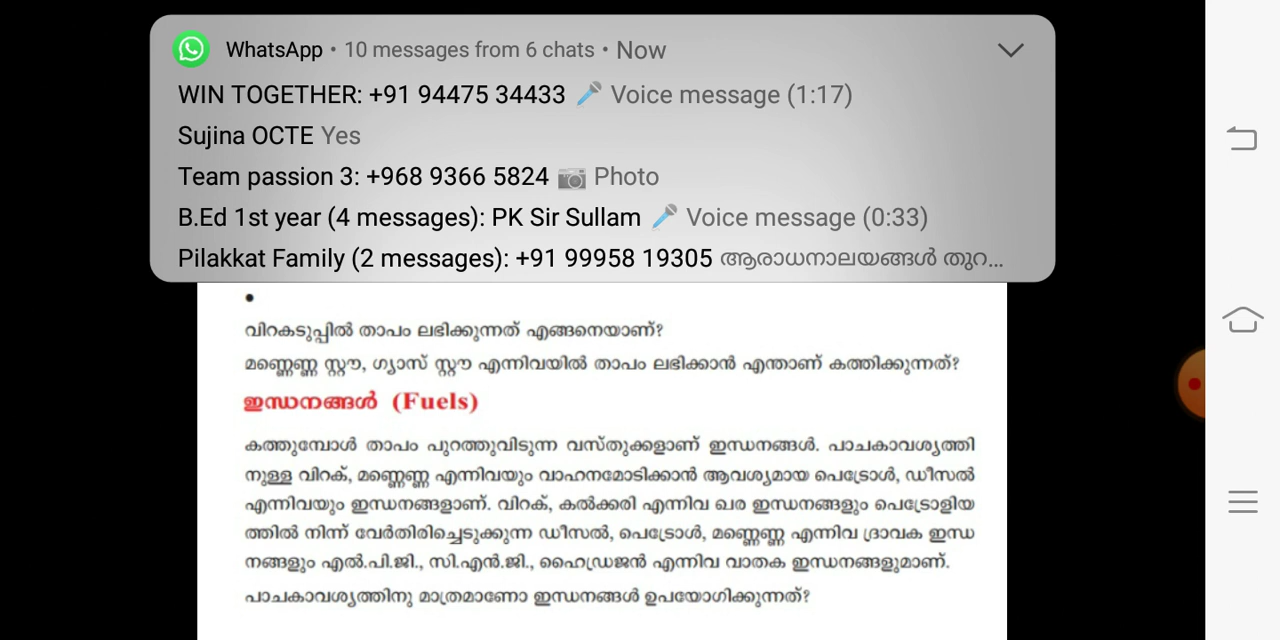 WhatsApp • 10 messages from 6 chats • Now
WIN TOGETHER: +91 94475 34433 🎤 Voice message (1:17)
Sujina OCTE Yes
Team passion 3: +968 9366 5824 📷 Photo
B.Ed 1st year (4 messages): PK Sir Sullam 🎤 Voice message (0:33)
Pilakkat Family (2 messages): +91 99958 19305 ആരാധനാലയങ്ങൾ തുറ...
•
വിറകടുപ്പിൽ താപം ലഭിക്കുന്നത് എങ്ങനെയാണ്?
മണ്ണെണ്ണ സ്റ്റൗ, ഗ്യാസ് സ്റ്റൗ എന്നിവയിൽ താപം ലഭിക്കാൻ എന്താണ് കത്തിക്കുന്നത്?
ഇന്ധനങ്ങൾ (Fuels)
കത്തുമ്പോൾ താപം പുറത്തുവിടുന്ന വസ്തുക്കളാണ് ഇന്ധനങ്ങൾ. പാചകാവശ്യത്തി
നുള്ള വിറക്, മണ്ണെണ്ണ എന്നിവയും വാഹനമോടിക്കാൻ ആവശ്യമായ പെട്രോൾ, ഡീസൽ
എന്നിവയും ഇന്ധനങ്ങളാണ്. വിറക്, കൽക്കരി എന്നിവ ഖര ഇന്ധനങ്ങളും പെട്രോളിയ
ത്തിൽ നിന്ന് വേർതിരിച്ചെടുക്കുന്ന ഡീസൽ, പെട്രോൾ, മണ്ണെണ്ണ എന്നിവ ദ്രാവക ഇന്ധ
നങ്ങളും എൽ.പി.ജി., സി.എൻ.ജി., ഹൈഡ്രജൻ എന്നിവ വാതക ഇന്ധനങ്ങളുമാണ്.
പാചകാവശ്യത്തിനു മാത്രമാണോ ഇന്ധനങ്ങൾ ഉപയോഗിക്കുന്നത്?